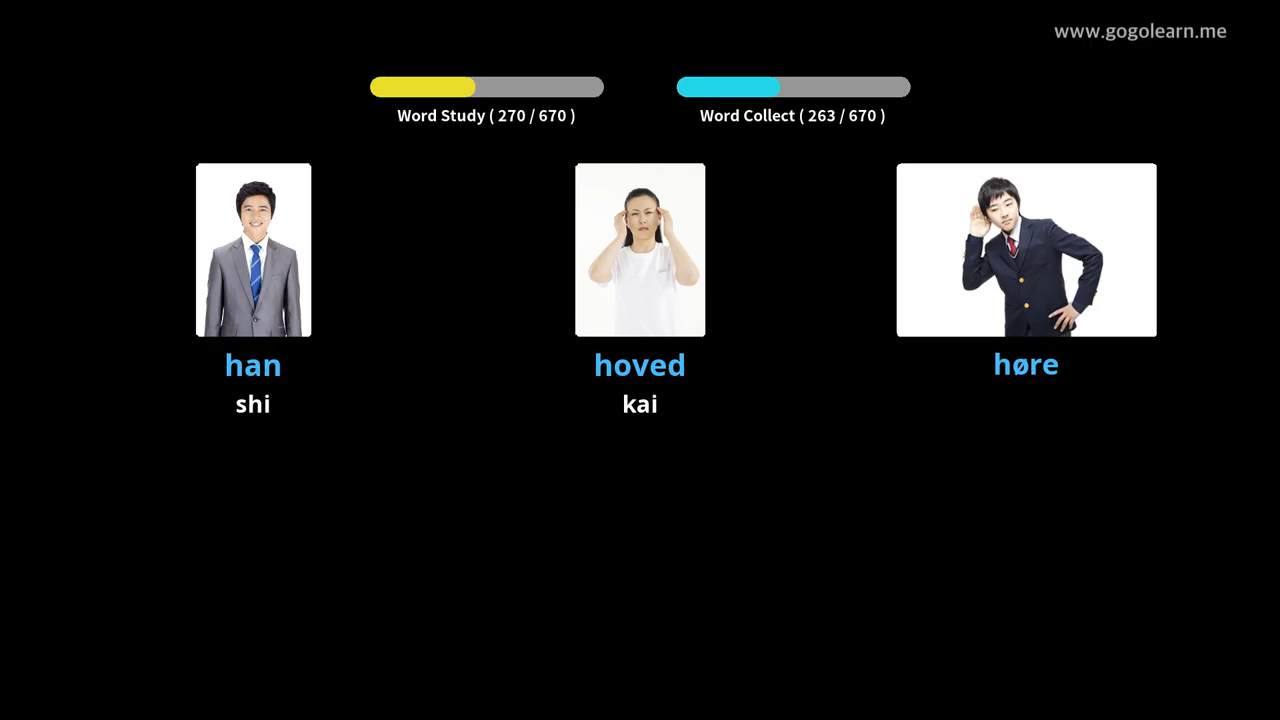 www.gogolearn.me
Word Study ( 270 / 670 )
Word Collect ( 263 / 670 )
han
hoved
høre
shi
kai